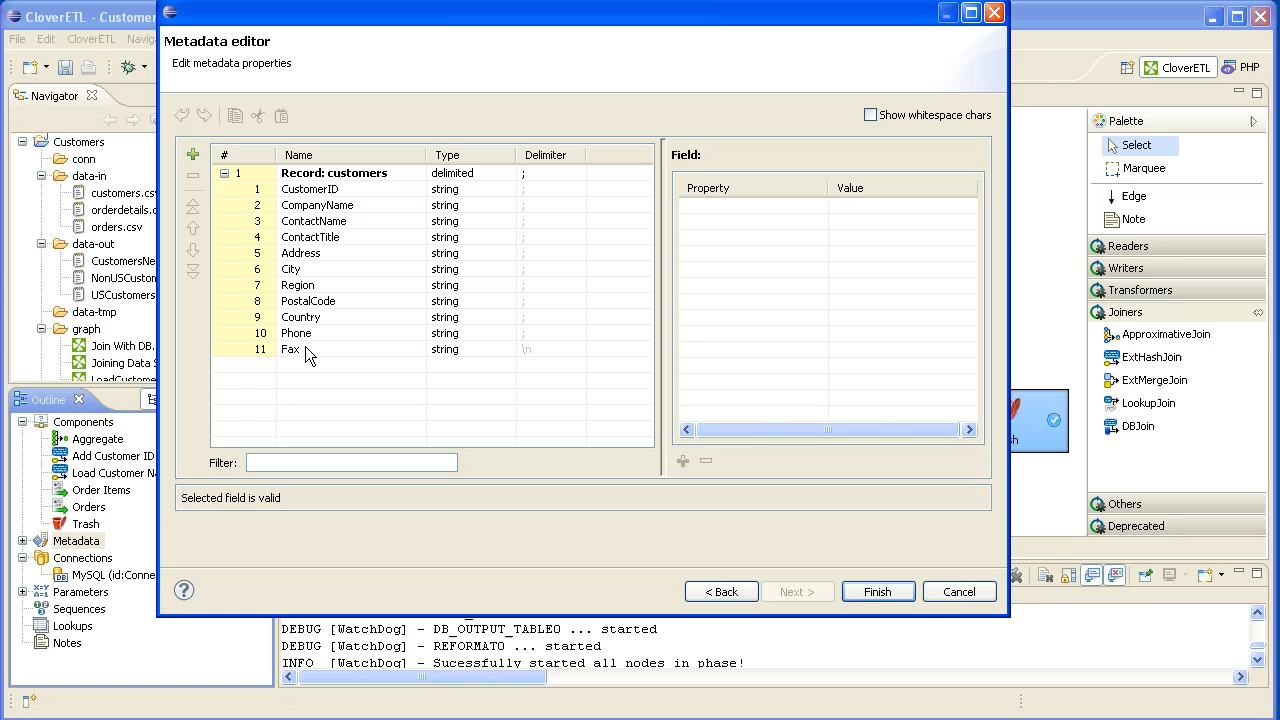 CloverETL - Customer
File Edit CloverETL Navig
Navigator
Customers
conn
data-in
customers.cs
orderdetails.c
orders.csv
data-out
CustomersNe
NonUSCustom
USCustomers
data-tmp
graph
Join With DB.
Joining Data S
LoadCustome
Outline
Components
Aggregate
Add Customer ID
Load Customer Na
Order Items
Orders
Trash
Metadata
Connections
MySQL (id:Conne
Parameters
Sequences
Lookups
Notes
Metadata editor
Edit metadata properties
Show whitespace chars
# Name Type Delimiter
1 Record: customers delimited ;
1 CustomerID string ;
2 CompanyName string ;
3 ContactName string ;
4 ContactTitle string ;
5 Address string ;
6 City string ;
7 Region string ;
8 PostalCode string ;
9 Country string ;
10 Phone string ;
11 Fax string \n
Filter:
Field:
Property Value
Selected field is valid
< Back Next > Finish Cancel
CloverETL PHP
Palette
Select
Marquee
Edge
Note
Readers
Writers
Transformers
Joiners
ApproximativeJoin
ExtHashJoin
ExtMergeJoin
LookupJoin
DBJoin
Others
Deprecated
sh
DEBUG [WatchDog] - DB_OUTPUT_TABLE0 ... started
DEBUG [WatchDog] - REFORMAT0 ... started
INFO [WatchDog] - Sucessfully started all nodes in phase!